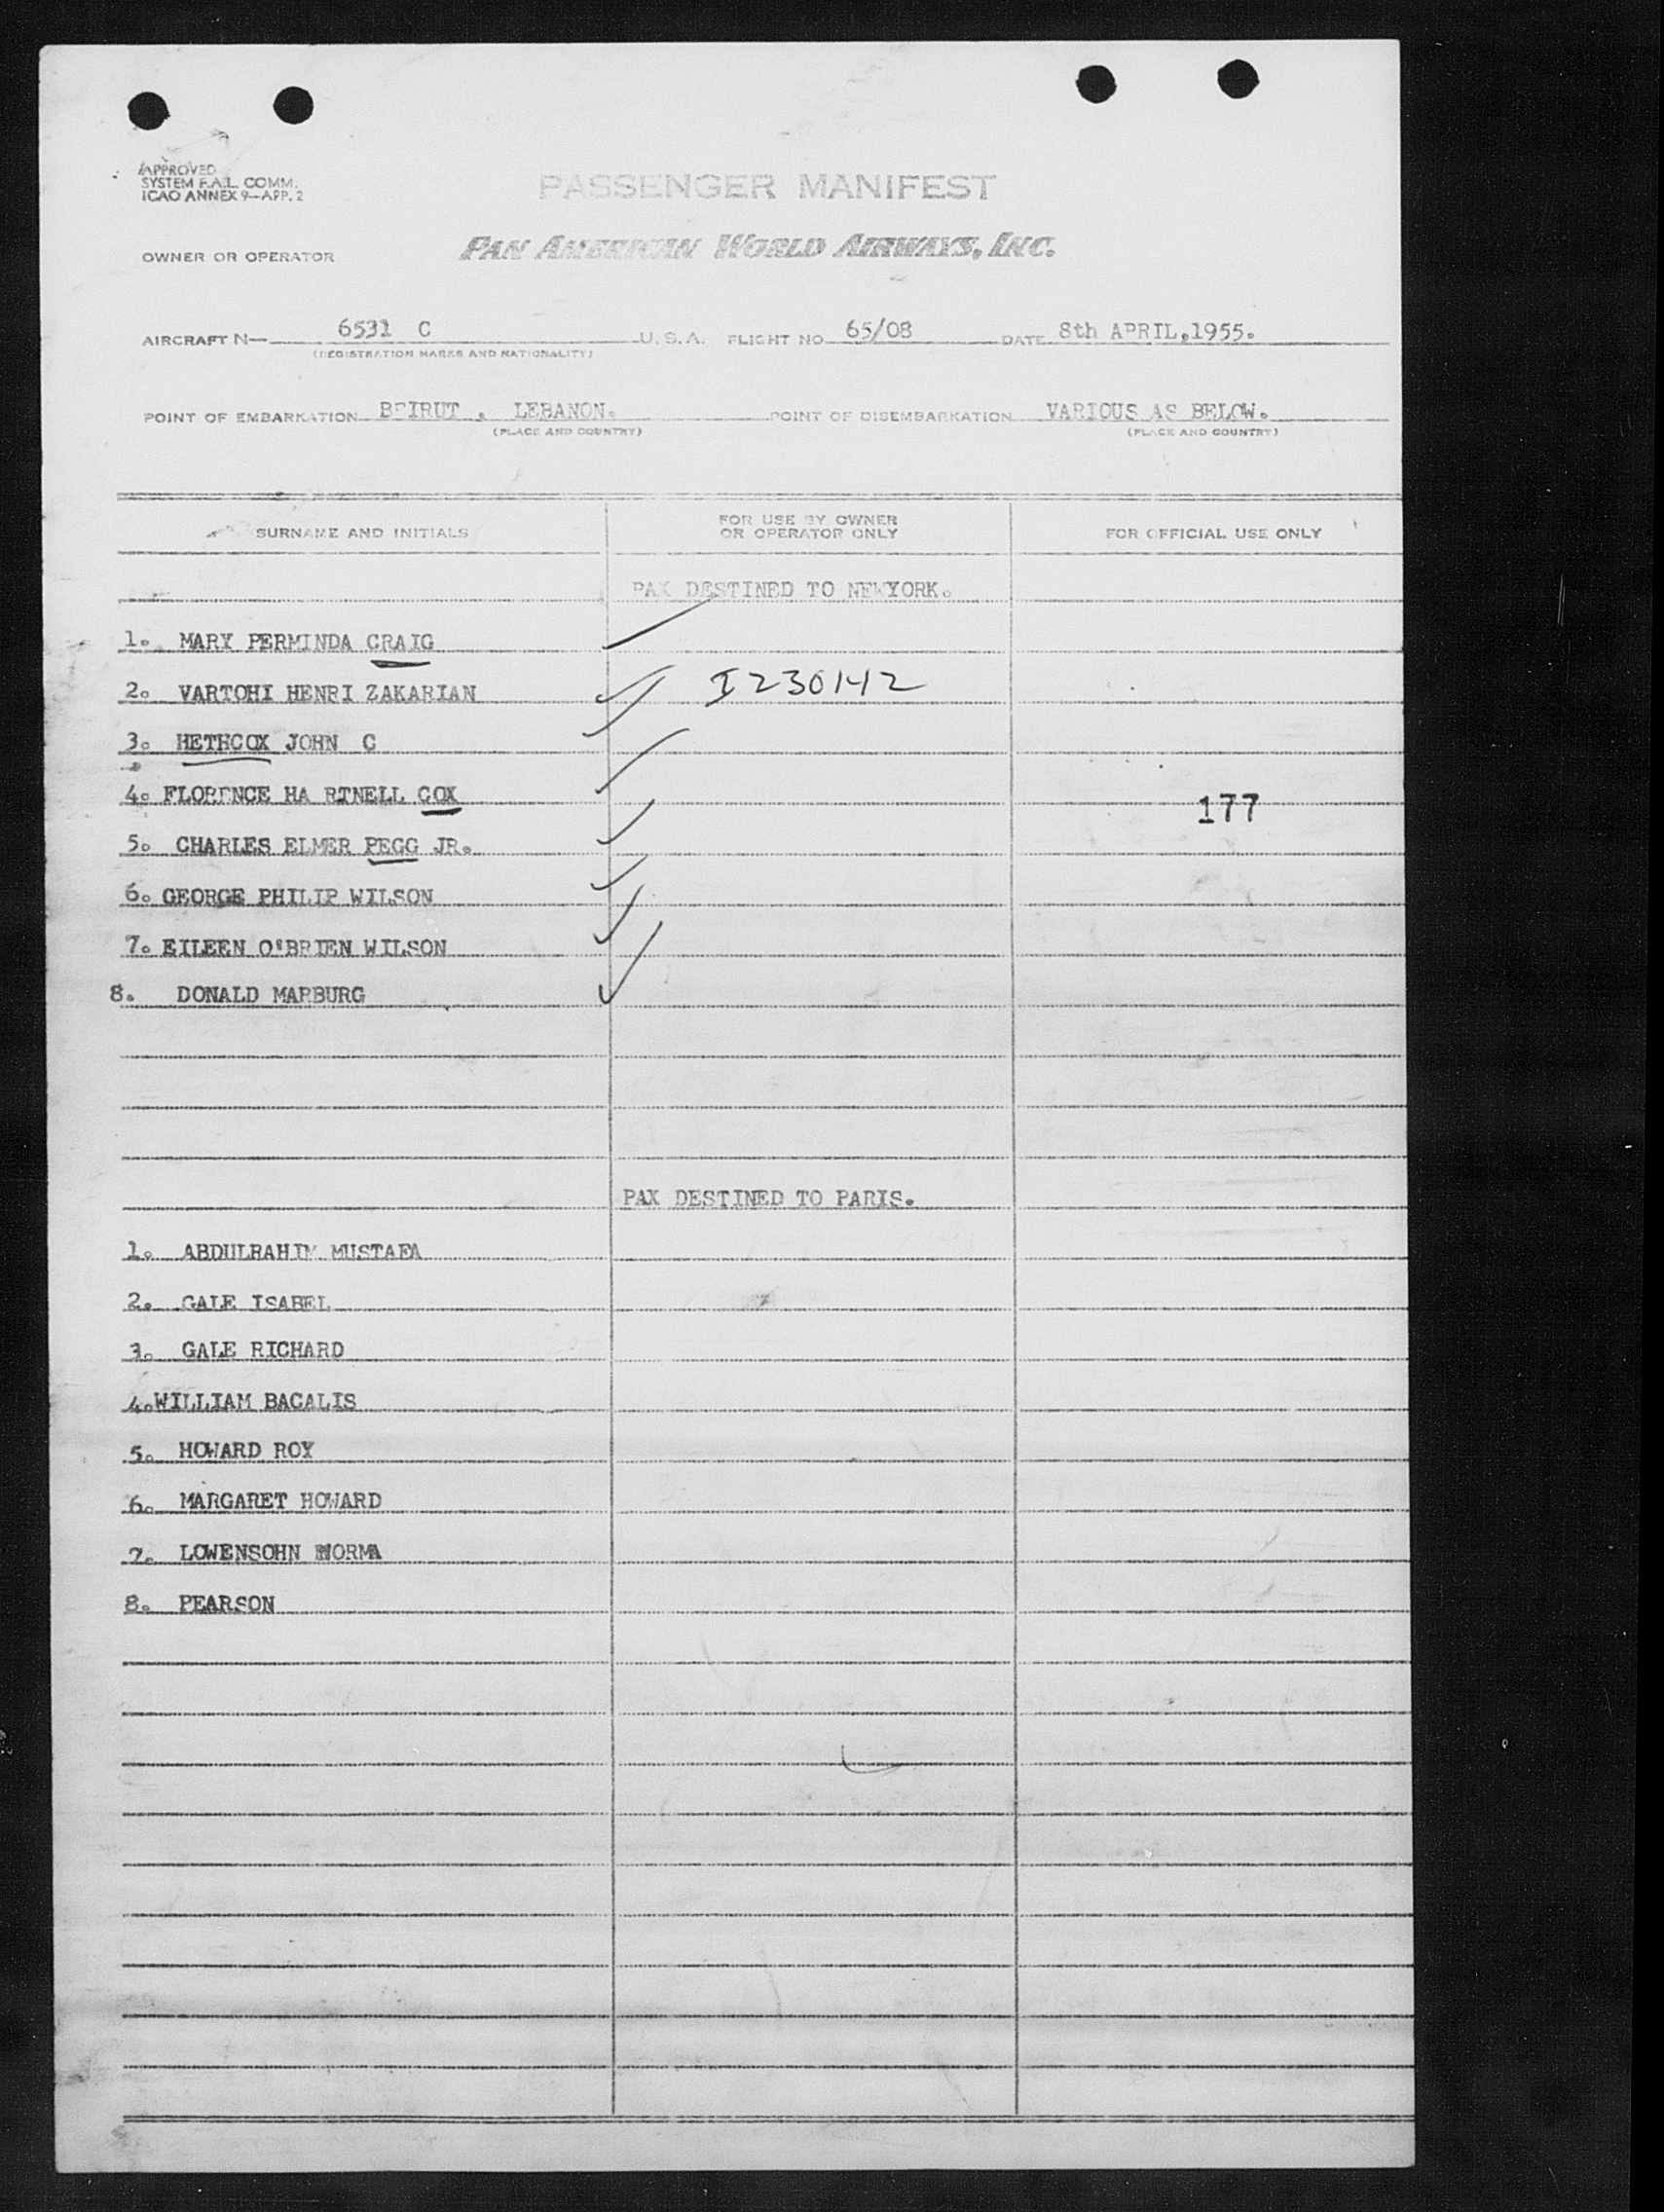 APPROVED
SYSTEM F.A.L. COMM.
ICAO ANNEX 9—APP. 2
PASSENGER MANIFEST
OWNER OR OPERATOR PAN AMERICAN WORLD AIRWAYS, INC.
AIRCRAFT N— 6531 C U. S. A. FLIGHT NO. 65/08 DATE 8th APRIL,1955.
(REGISTRATION MARKS AND NATIONALITY)
POINT OF EMBARKATION BEIRUT , LEBANON. POINT OF DISEMBARKATION VARIOUS AS BELOW.
(PLACE AND COUNTRY) (PLACE AND COUNTRY)
SURNAME AND INITIALS FOR USE BY OWNER OR OPERATOR ONLY FOR OFFICIAL USE ONLY
PAX DESTINED TO NEWYORK.
1. MARY PERMINDA CRAIG
2. VARTOHI HENRI ZAKARIAN I230142
3. HETHCOX JOHN C
4. FLORENCE HA RTNELL COX 177
5. CHARLES ELMER PEGG JR.
6. GEORGE PHILIP WILSON
7. EILEEN O'BRIEN WILSON
8. DONALD MARBURG
PAX DESTINED TO PARIS.
1. ABDULRAHIM MUSTAFA
2. GALE ISABEL
3. GALE RICHARD
4.WILLIAM BACALIS
5. HOWARD ROY
6. MARGARET HOWARD
7. LOWENSOHN NORMA
8. PEARSON